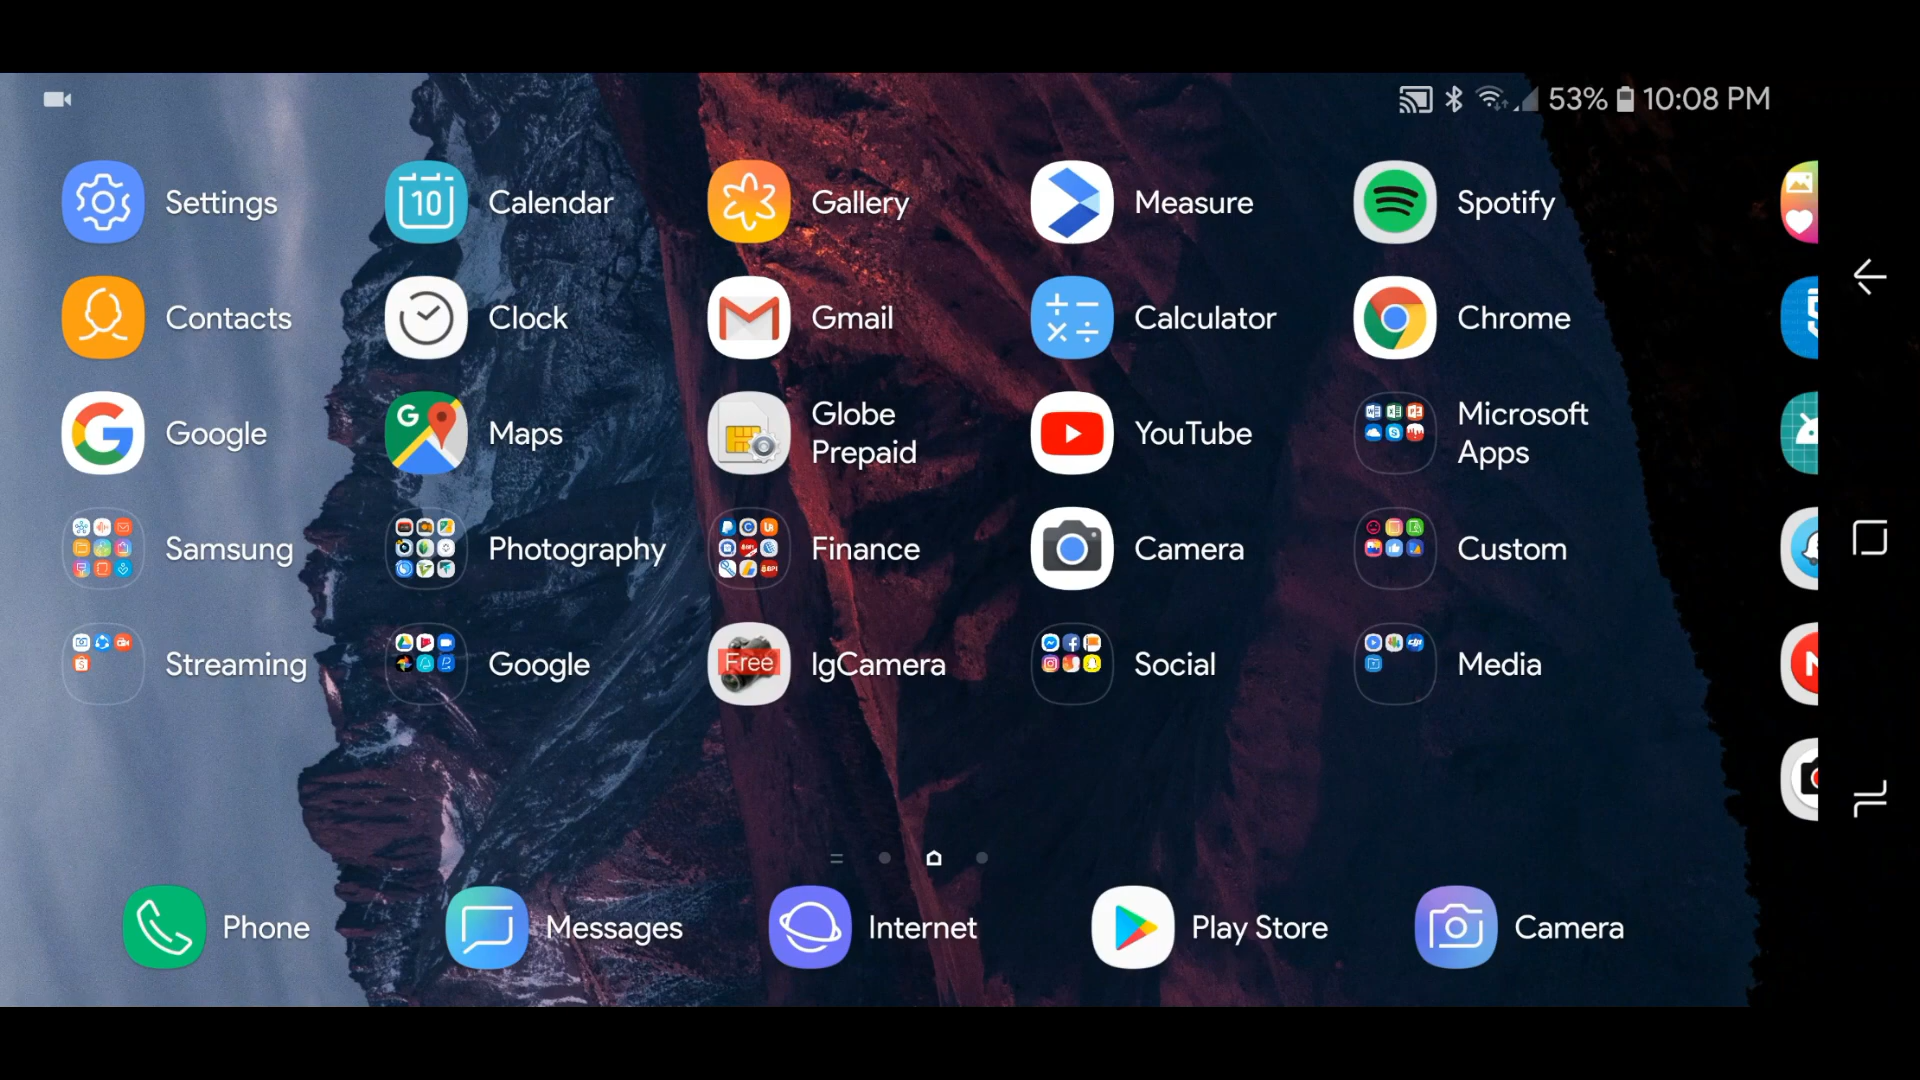 53% 10:08 PM
Settings
10
Calendar
Gallery
Measure
Spotify
Contacts
Clock
Gmail
Calculator
Chrome
Google
G
Maps
Globe
Prepaid
YouTube
Microsoft
Apps
Samsung
Photography
Finance
Camera
Custom
Streaming
Google
Free
IgCamera
Social
Media
Phone
Messages
Internet
Play Store
Camera